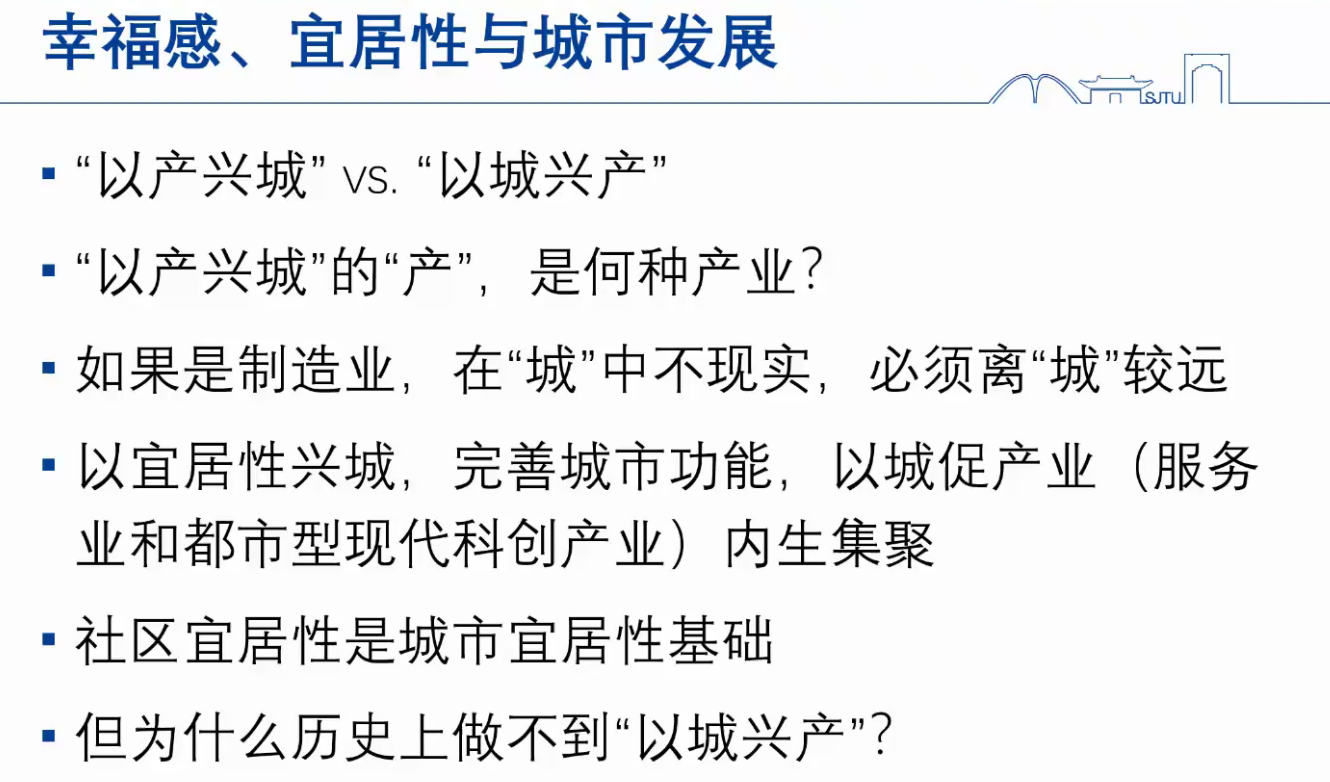 幸福感、宜居性与城市发展
SJTU
▪ “以产兴城” vs. “以城兴产”
▪ “以产兴城”的“产”，是何种产业？
▪ 如果是制造业，在“城”中不现实，必须离“城”较远
▪ 以宜居性兴城，完善城市功能，以城促产业（服务
业和都市型现代科创产业）内生集聚
▪ 社区宜居性是城市宜居性基础
▪ 但为什么历史上做不到“以城兴产”？